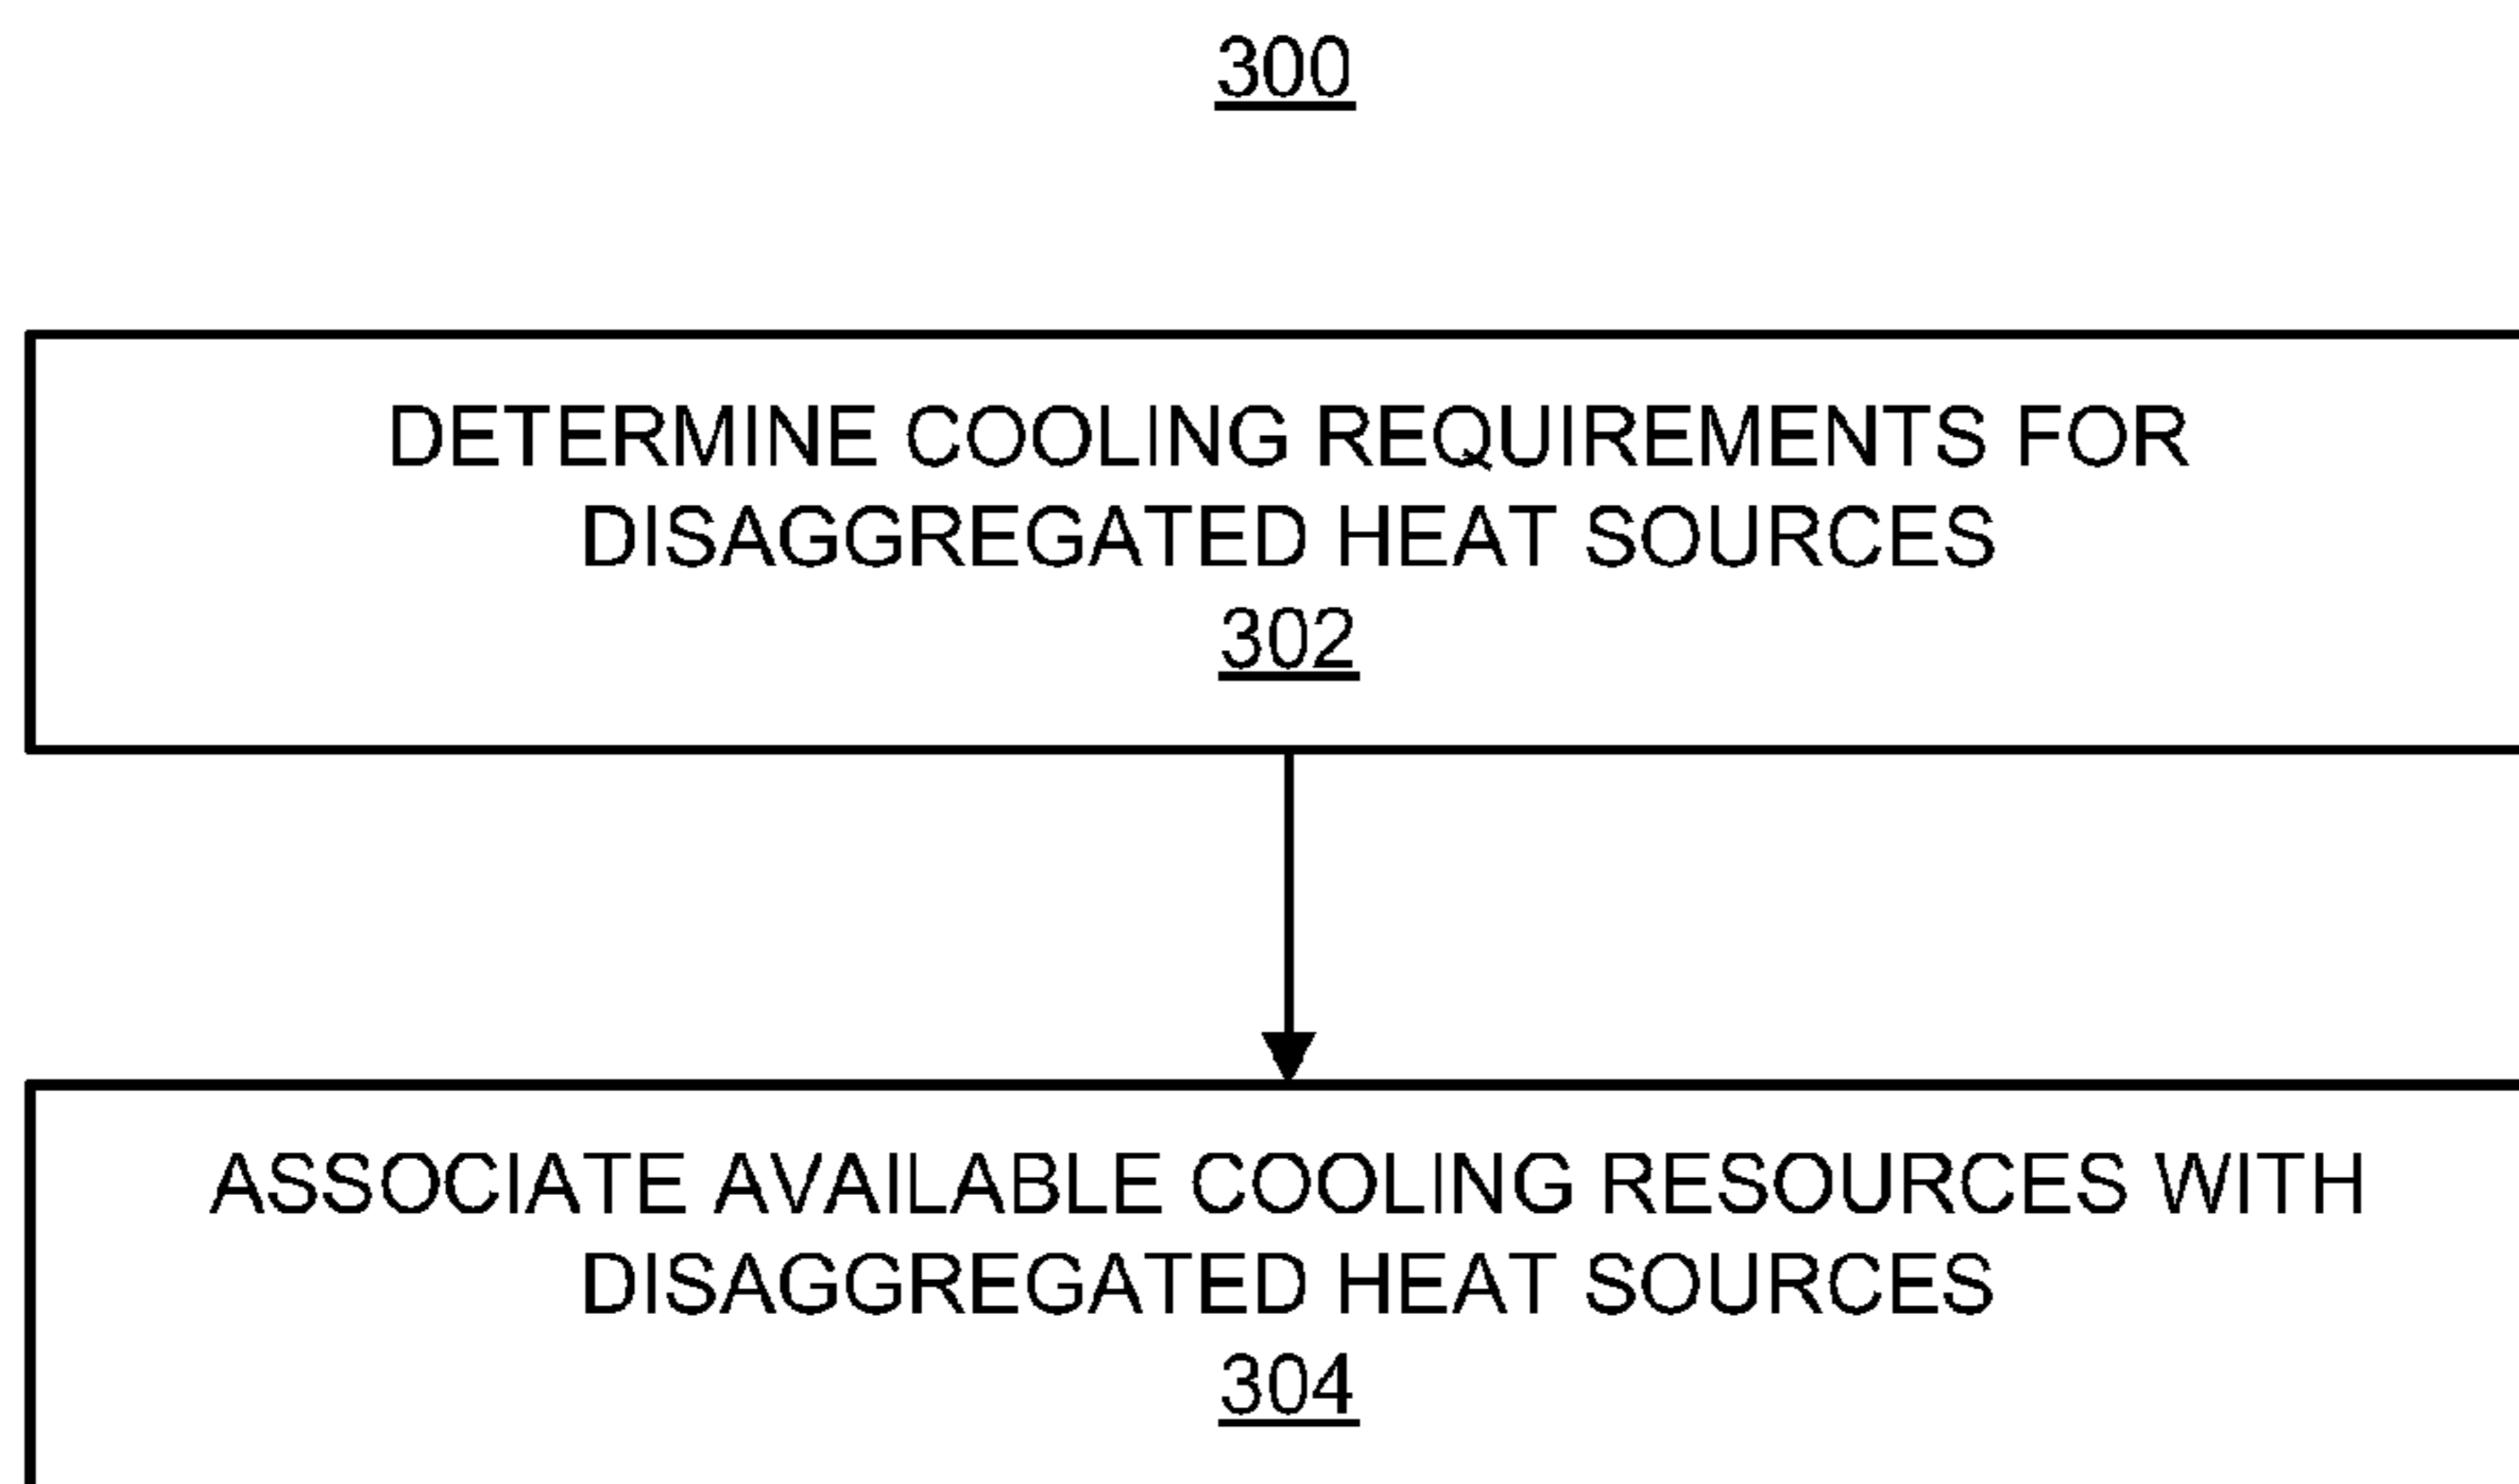 300
DETERMINE COOLING REQUIREMENTS FOR
DISAGGREGATED HEAT SOURCES
302
ASSOCIATE AVAILABLE COOLING RESOURCES WITH
DISAGGREGATED HEAT SOURCES
304